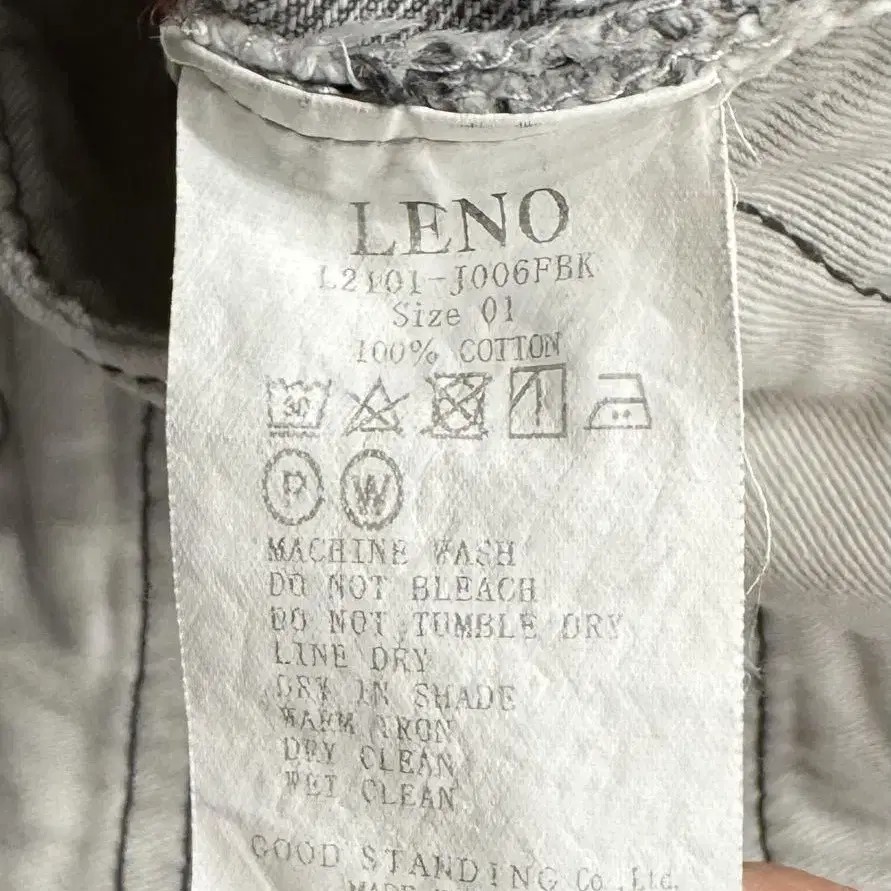 LENO
L2101-J006FBK
Size 01
100% COTTON
30
P W
MACHINE WASH
DO NOT BLEACH
DO NOT TUMBLE DRY
LINE DRY
DRY IN SHADE
WARM IRON
DRY CLEAN
WET CLEAN
GOOD STANDING Co., Ltd.
MADE